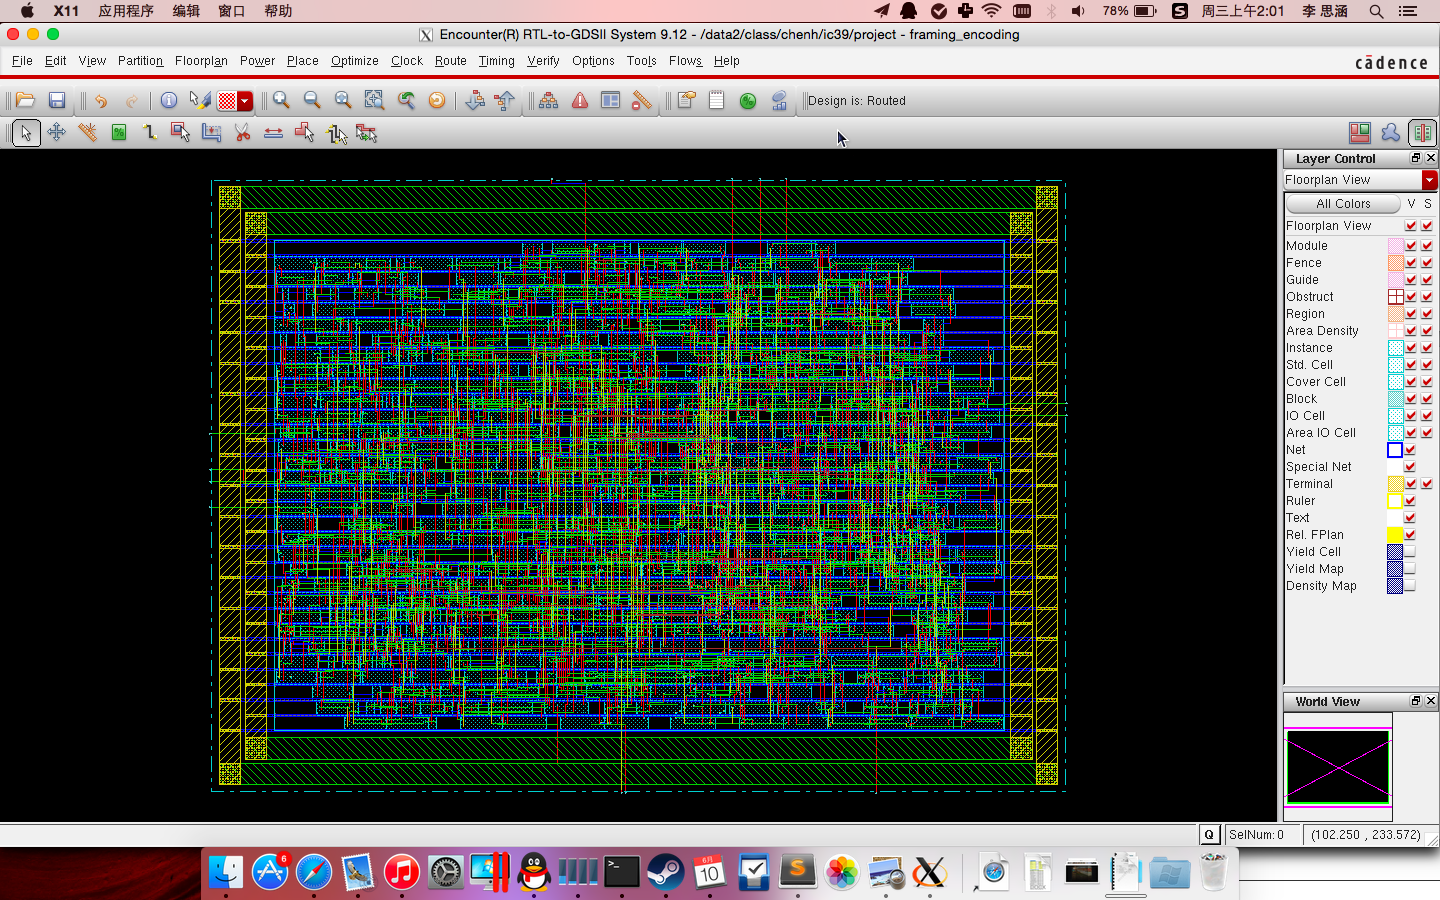 X11 应用程序 编辑 窗口 帮助 78% S 周三上午2:01 李 思涵
X Encounter(R) RTL-to-GDSII System 9.12 - /data2/class/chenh/ic39/project - framing_encoding
File Edit View Partition Floorplan Power Place Optimize Clock Route Timing Verify Options Tools Flows Help
cādence
Design is: Routed
Layer Control
Floorplan View
All Colors V S
Floorplan View
Module
Fence
Guide
Obstruct
Region
Area Density
Instance
Std. Cell
Cover Cell
Block
IO Cell
Area IO Cell
Net
Special Net
Terminal
Ruler
Text
Rel. FPlan
Yield Cell
Yield Map
Density Map
World View
Q SelNum: 0 (102.250 , 233.572)
6
6月
10
S
X